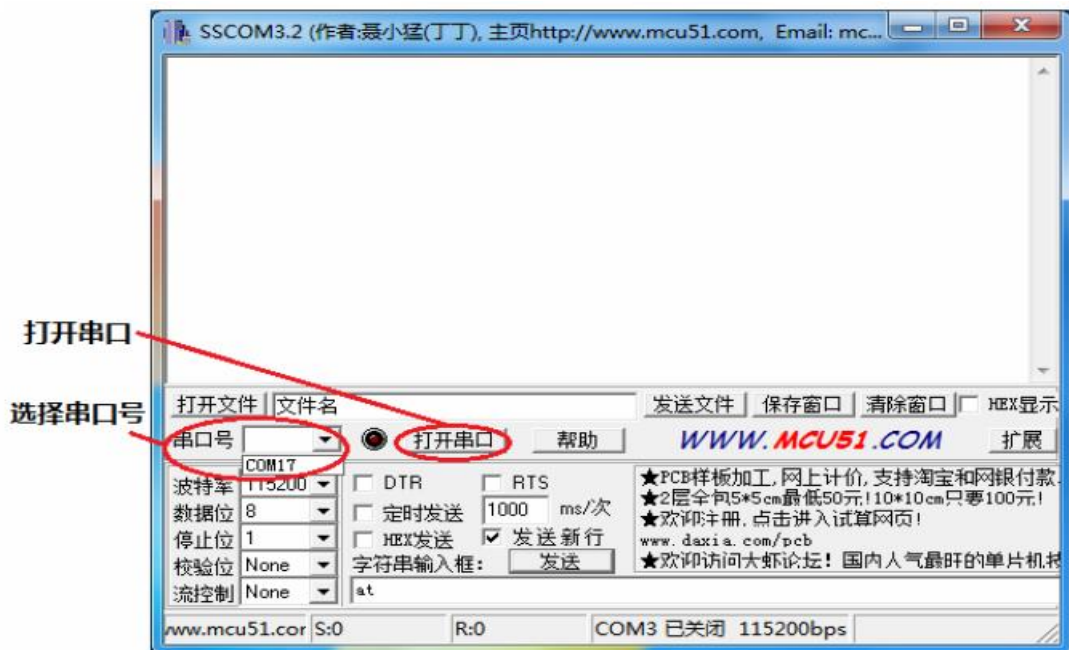 SSCOM3.2 (作者:聂小猛(丁丁), 主页http://www.mcu51.com,  Email: mc...
打开串口
选择串口号
打开文件 文件名 发送文件 保存窗口 清除窗口 HEX显示
串口号 打开串口 帮助 WWW.MCU51.COM 扩展
COM17
波特率 115200 DTR RTS
数据位 8 定时发送 1000 ms/次
停止位 1 HEX发送 发送新行
校验位 None 字符串输入框: 发送
流控制 None at
★PCB样板加工,网上计价,支持淘宝和网银付款.
★2层全包5*5cm最低50元!10*10cm只要100元!
★欢迎注册,点击进入试算网页!
www.daxia.com/pcb
★欢迎访问大虾论坛! 国内人气最旺的单片机技
www.mcu51.cor S:0 R:0 COM3 已关闭 115200bps